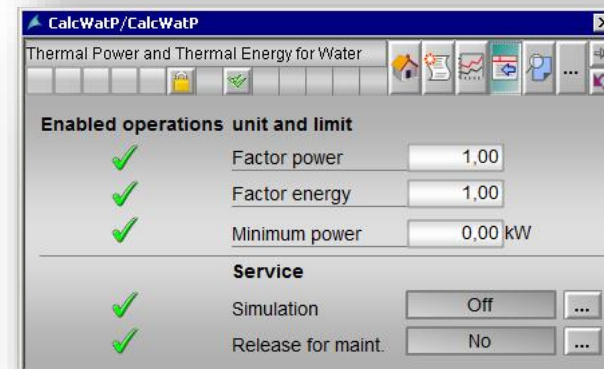 CalcWatP/CalcWatP
Thermal Power and Thermal Energy for Water
...
Enabled operations unit and limit
Factor power 1,00
Factor energy 1,00
Minimum power 0,00 kW
Service
Simulation Off ...
Release for maint. No ...